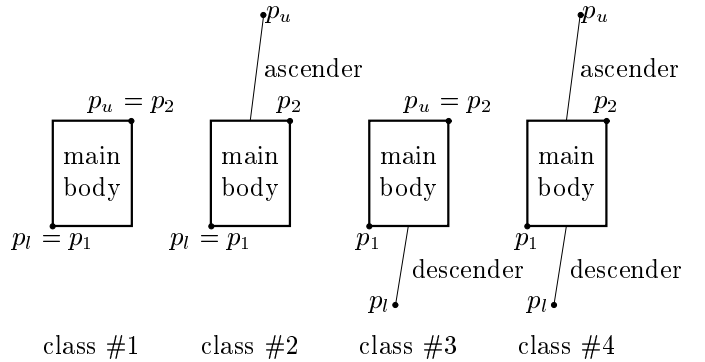 p_u
p_u
ascender
ascender
p_u = p_2
p_2
p_u = p_2
p_2
main
body
main
body
main
body
main
body
p_l = p_1
p_l = p_1
p_1
p_1
descender
descender
p_l
p_l
class #1
class #2
class #3
class #4